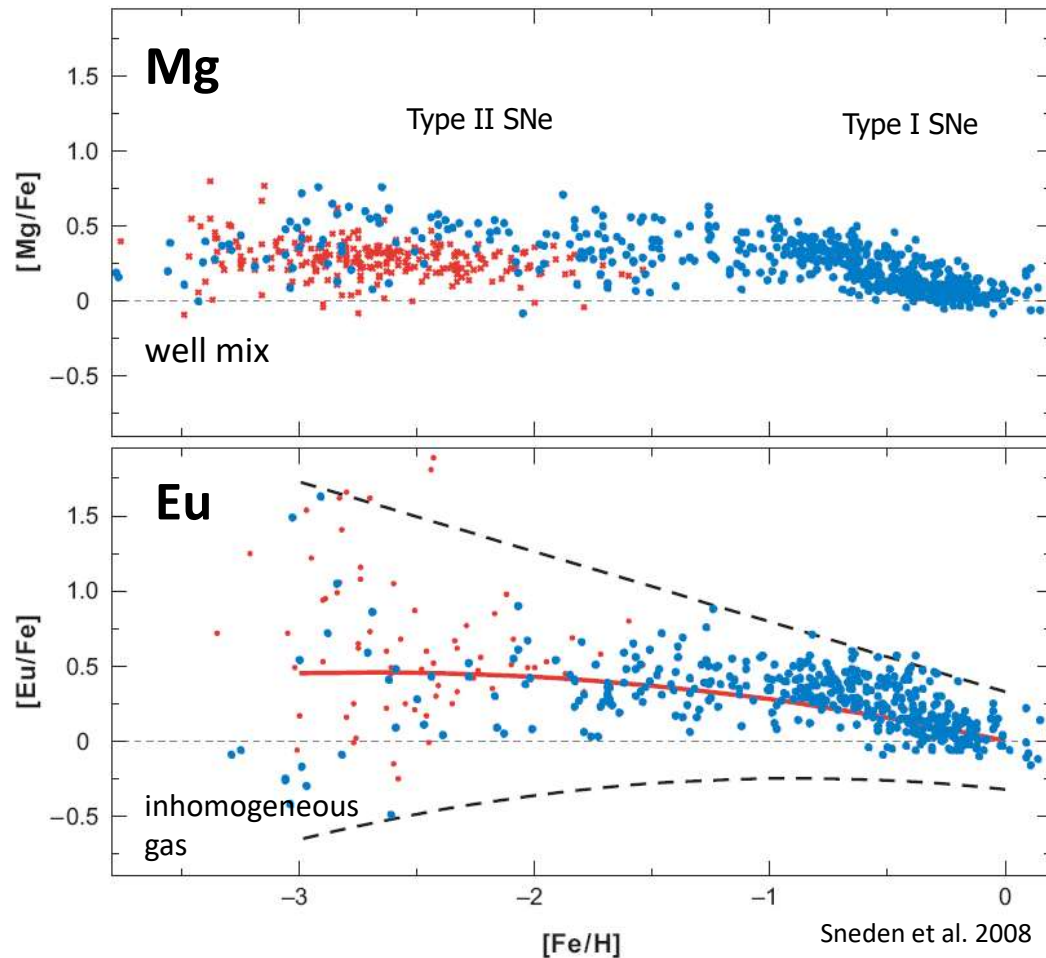 Mg
Type II SNe
Type I SNe
well mix
[Mg/Fe]
1.5
1.0
0.5
0
–0.5
Eu
inhomogeneous
gas
[Eu/Fe]
1.5
1.0
0.5
0
–0.5
–3
–2
–1
0
[Fe/H]
Sneden et al. 2008